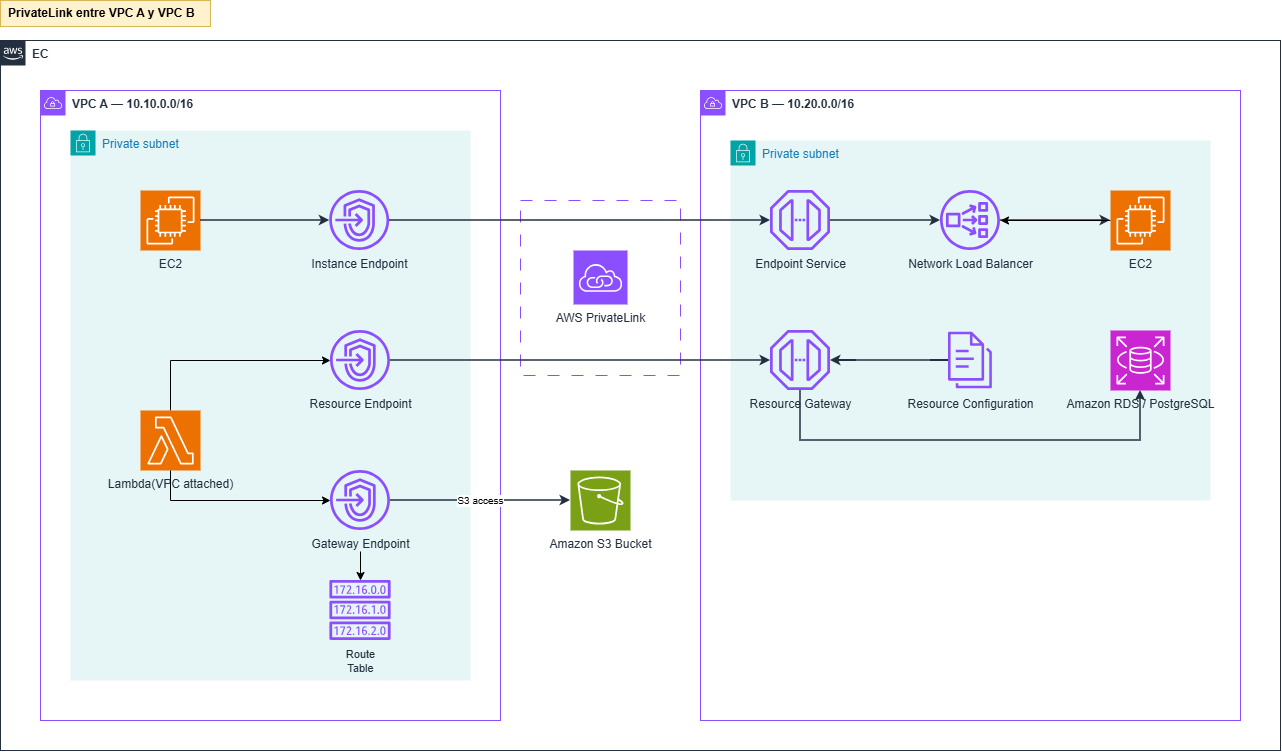 PrivateLink entre VPC A y VPC B
aws
EC
VPC A — 10.10.0.0/16
VPC B — 10.20.0.0/16
Private subnet
Private subnet
EC2
Instance Endpoint
Endpoint Service
Network Load Balancer
EC2
AWS PrivateLink
Resource Endpoint
Resource Gateway
Resource Configuration
Amazon RDS / PostgreSQL
Lambda(VPC attached)
S3 access
Gateway Endpoint
Amazon S3 Bucket
172.16.0.0
172.16.1.0
172.16.2.0
Route
Table